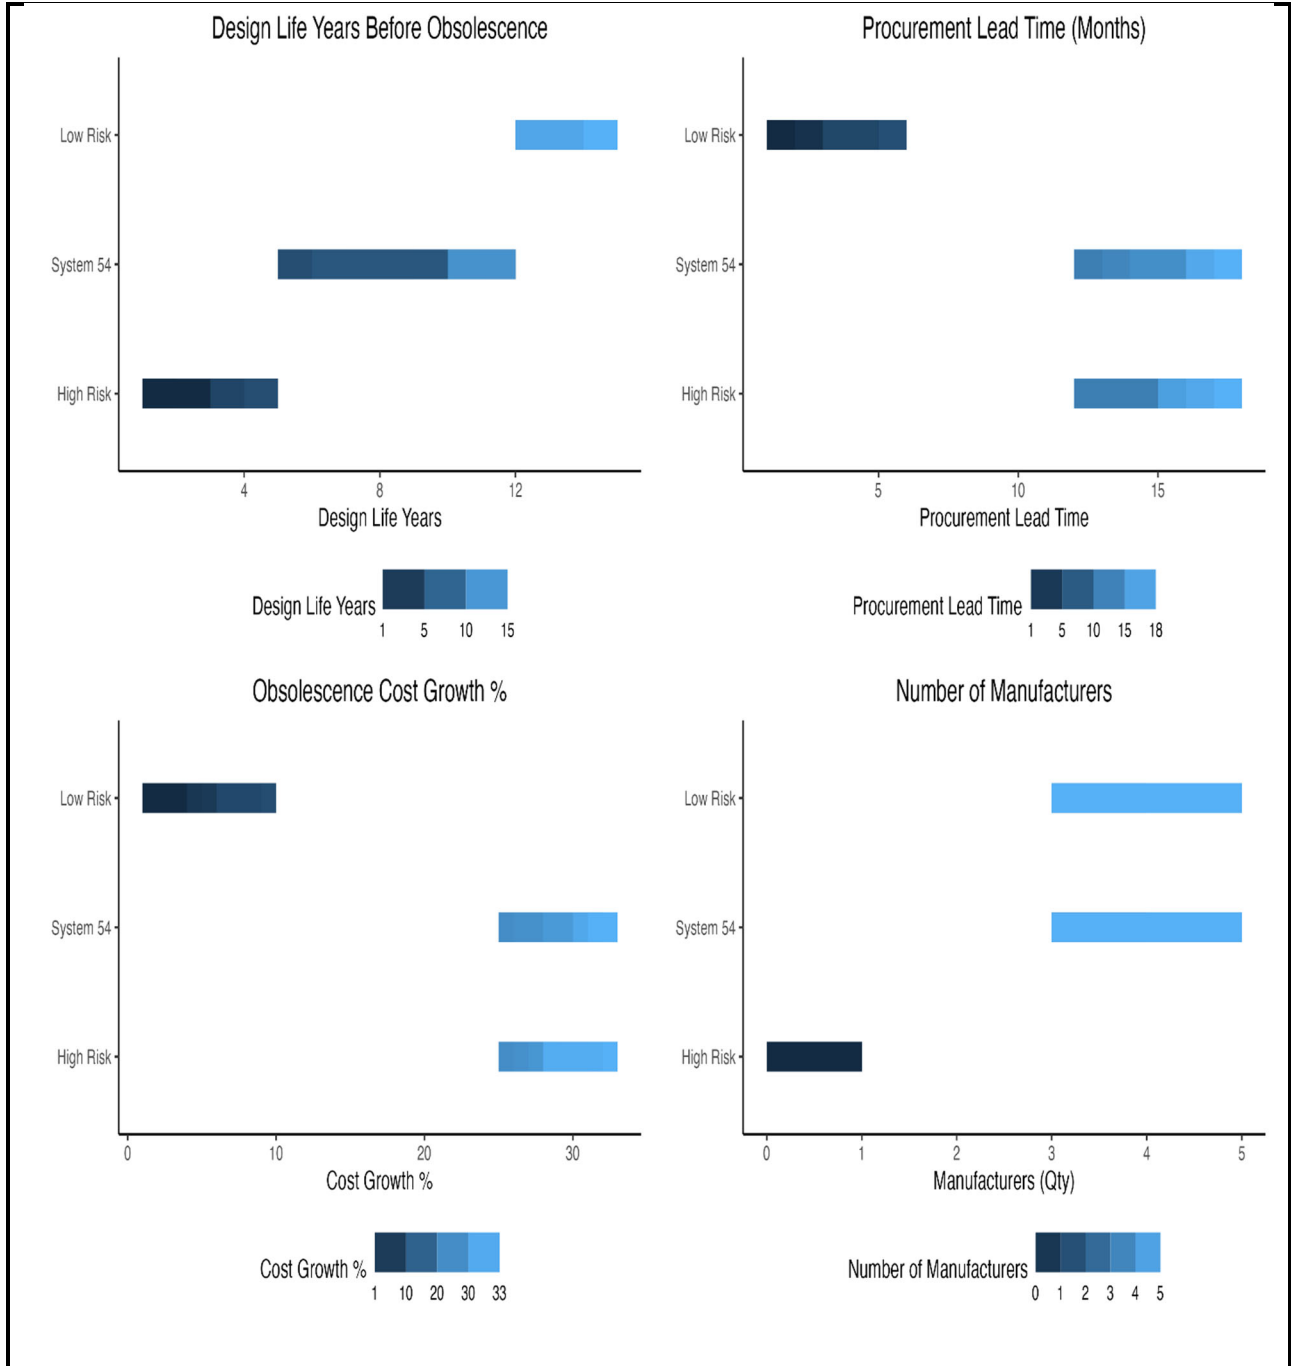 Design Life Years Before Obsolescence
Low Risk
System 54
High Risk
4 8 12
Design Life Years
Design Life Years
1 5 10 15
Procurement Lead Time (Months)
Low Risk
System 54
High Risk
5 10 15
Procurement Lead Time
Procurement Lead Time
1 5 10 15 18
Obsolescence Cost Growth %
Low Risk
System 54
High Risk
0 10 20 30
Cost Growth %
Cost Growth %
1 10 20 30 33
Number of Manufacturers
Low Risk
System 54
High Risk
0 1 2 3 4 5
Manufacturers (Qty)
Number of Manufacturers
0 1 2 3 4 5